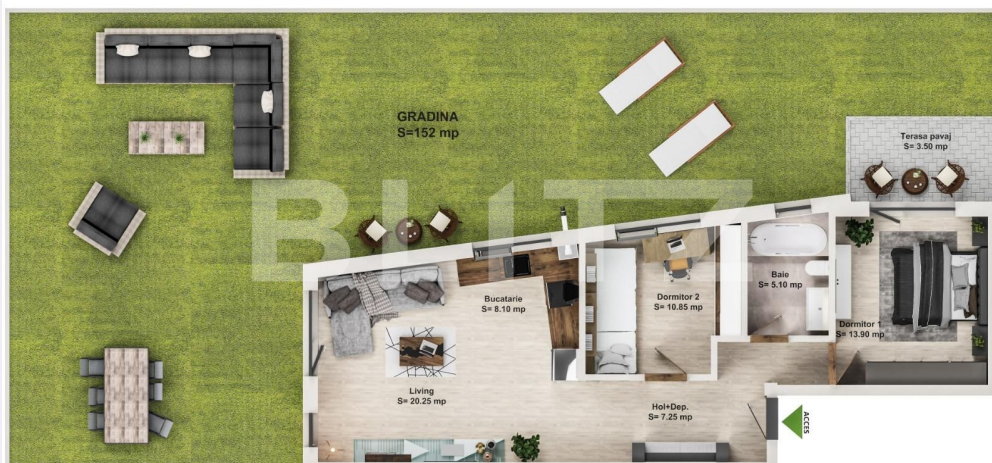 GRADINA
S=152 mp
Terasa pavaj
S= 3.50 mp
BLITZ
Bucatarie
S= 8.10 mp
Dormitor 2
S= 10.85 mp
Baie
S= 5.10 mp
Dormitor 1
S= 13.90 mp
Living
S= 20.25 mp
Hol+Dep.
S= 7.25 mp
ACCES